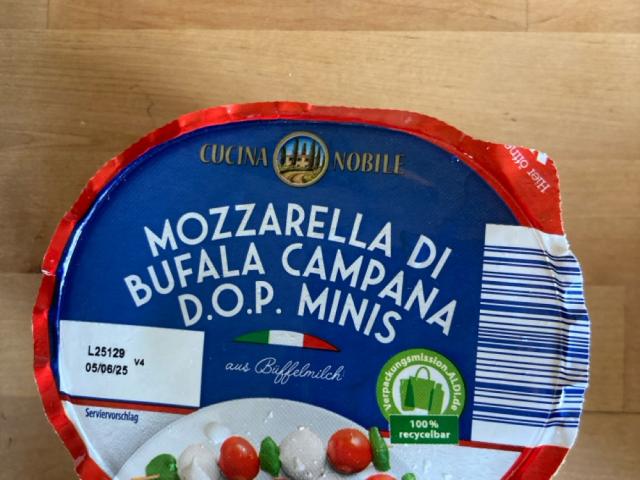 CUCINA NOBILE
Hier öffnen
MOZZARELLA DI
BUFALA CAMPANA
D.O.P. MINIS
aus Büffelmilch
L25129 V4
05/06/25
Serviervorschlag
Verpackungsmission.ALDI.de
100%
recycelbar